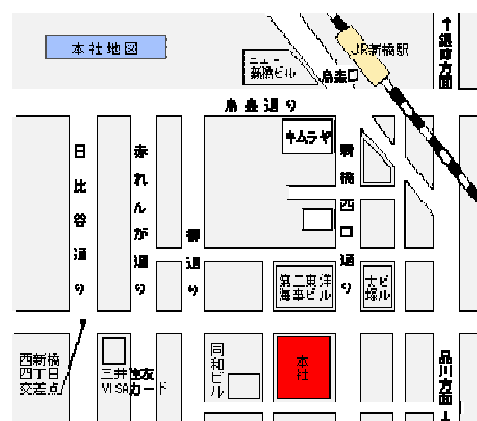 本社地図
JR新橋駅
烏森口
ニュー
新橋ビル
至銀座方面
烏森通り
キムラヤ
日比谷通り
赤れんが通り
柳通り
新橋西口通り
第二東洋
海事ビル
大ビ
塚ル
西新橋
四丁目
交差点
三井住友
VISAカード
同和ビル
本社
品川方面